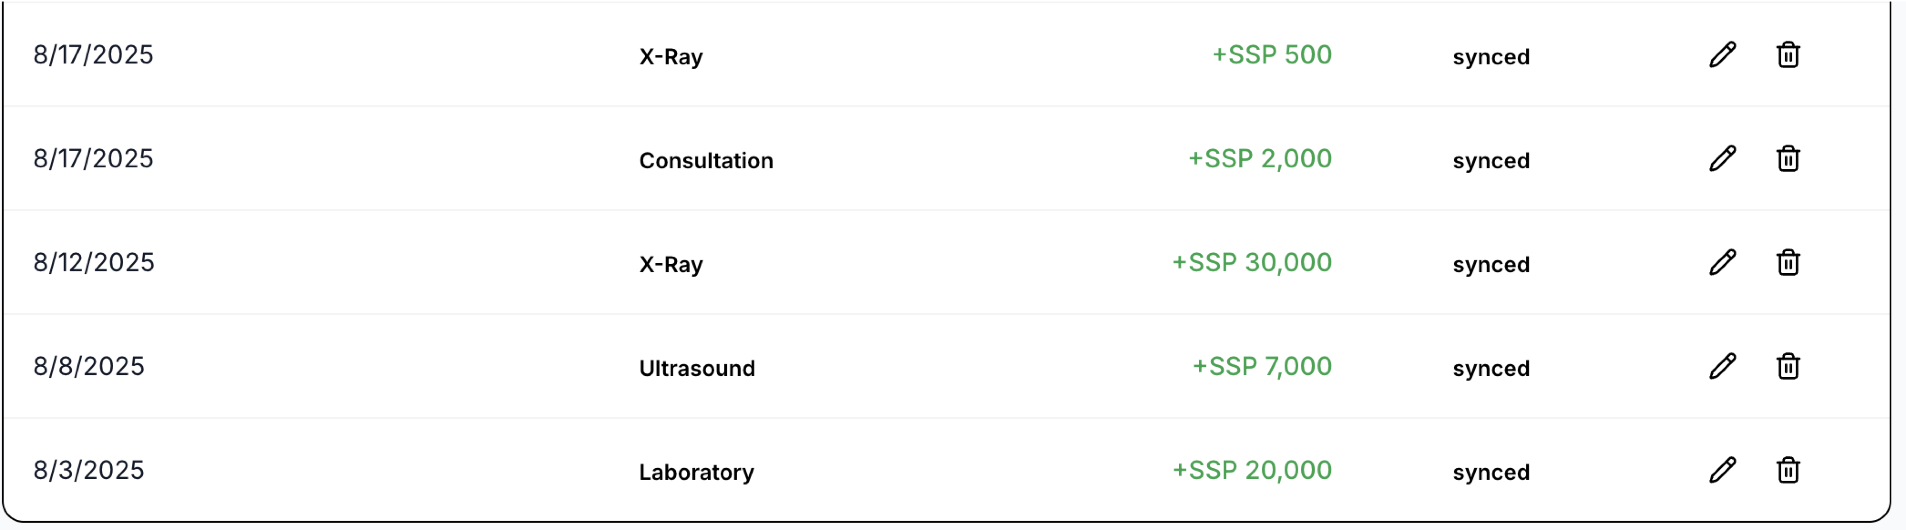 8/17/2025 X-Ray +SSP 500 synced
8/17/2025 Consultation +SSP 2,000 synced
8/12/2025 X-Ray +SSP 30,000 synced
8/8/2025 Ultrasound +SSP 7,000 synced
8/3/2025 Laboratory +SSP 20,000 synced